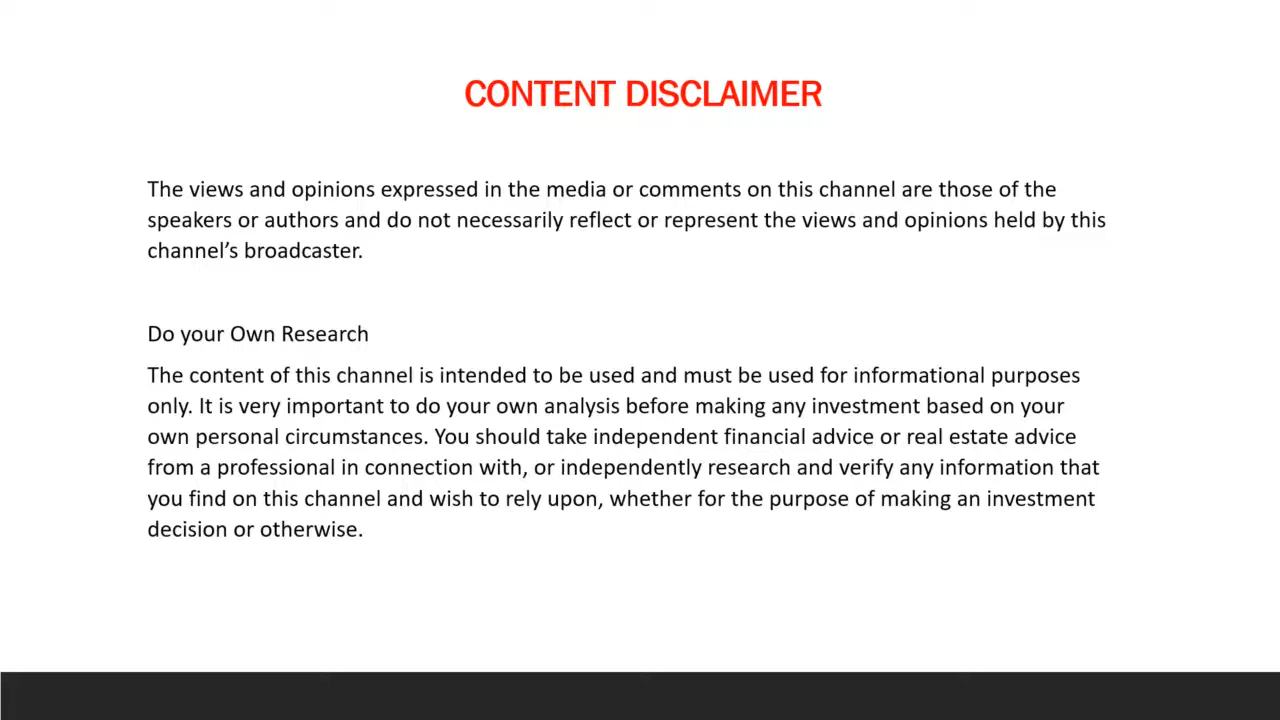 CONTENT DISCLAIMER
The views and opinions expressed in the media or comments on this channel are those of the
speakers or authors and do not necessarily reflect or represent the views and opinions held by this
channel’s broadcaster.
Do your Own Research
The content of this channel is intended to be used and must be used for informational purposes
only. It is very important to do your own analysis before making any investment based on your
own personal circumstances. You should take independent financial advice or real estate advice
from a professional in connection with, or independently research and verify any information that
you find on this channel and wish to rely upon, whether for the purpose of making an investment
decision or otherwise.